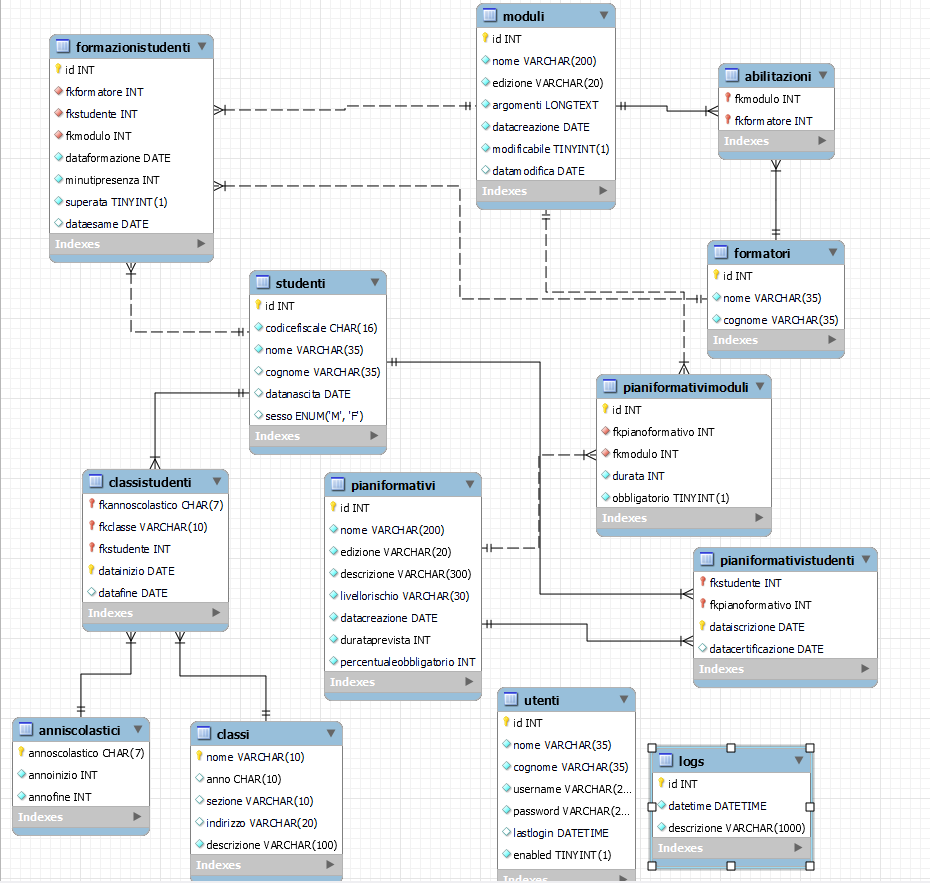 moduli
id INT
nome VARCHAR(200)
edizione VARCHAR(20)
argomenti LONGTEXT
datacreazione DATE
modificabile TINYINT(1)
datamodifica DATE
Indexes
formazionistudenti
id INT
fkformatore INT
fkstudente INT
fkmodulo INT
dataformazione DATE
minutipresenza INT
superata TINYINT(1)
dataesame DATE
Indexes
abilitazioni
fkmodulo INT
fkformatore INT
Indexes
formatori
id INT
nome VARCHAR(35)
cognome VARCHAR(35)
Indexes
studenti
id INT
codicefiscale CHAR(16)
nome VARCHAR(35)
cognome VARCHAR(35)
datanascita DATE
sesso ENUM('M', 'F')
Indexes
pianiformativimoduli
id INT
fkpianoformativo INT
fkmodulo INT
durata INT
obbligatorio TINYINT(1)
Indexes
classistudenti
fkannoscolastico CHAR(7)
fkclasse VARCHAR(10)
fkstudente INT
datainizio DATE
datafine DATE
Indexes
pianiformativi
id INT
nome VARCHAR(200)
edizione VARCHAR(20)
descrizione VARCHAR(300)
livellorischio VARCHAR(30)
datacreazione DATE
durataprevista INT
percentualeobbligatorio INT
Indexes
pianiformativistudenti
fkstudente INT
fkpianoformativo INT
dataiscrizione DATE
datacertificazione DATE
Indexes
anniscolastici
annoscolastico CHAR(7)
annoinizio INT
annofine INT
Indexes
classi
nome VARCHAR(10)
anno CHAR(10)
sezione VARCHAR(10)
indirizzo VARCHAR(20)
descrizione VARCHAR(100)
Indexes
utenti
id INT
nome VARCHAR(35)
cognome VARCHAR(35)
username VARCHAR(2...
password VARCHAR(2...
lastlogin DATETIME
enabled TINYINT(1)
Indexes
logs
id INT
datetime DATETIME
descrizione VARCHAR(1000)
Indexes